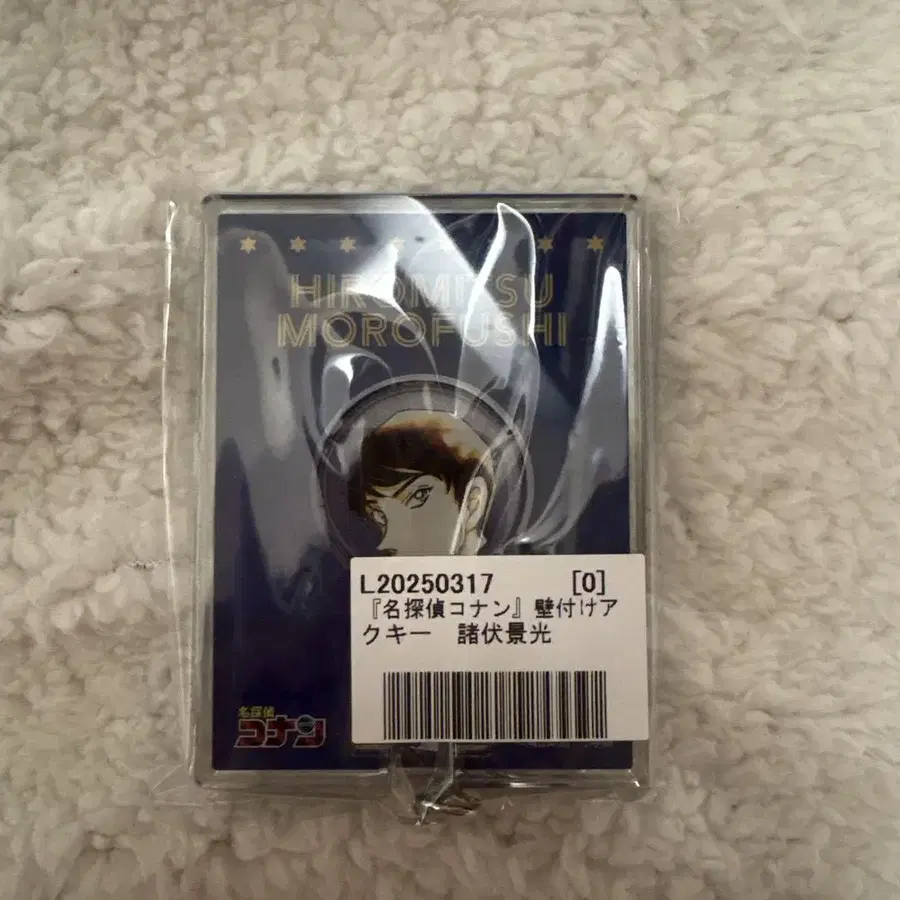 HIROMITSU
MOROFUSHI
L20250317 [0]
『名探偵コナン』壁付けア
クキー 諸伏景光
名探偵
コナン